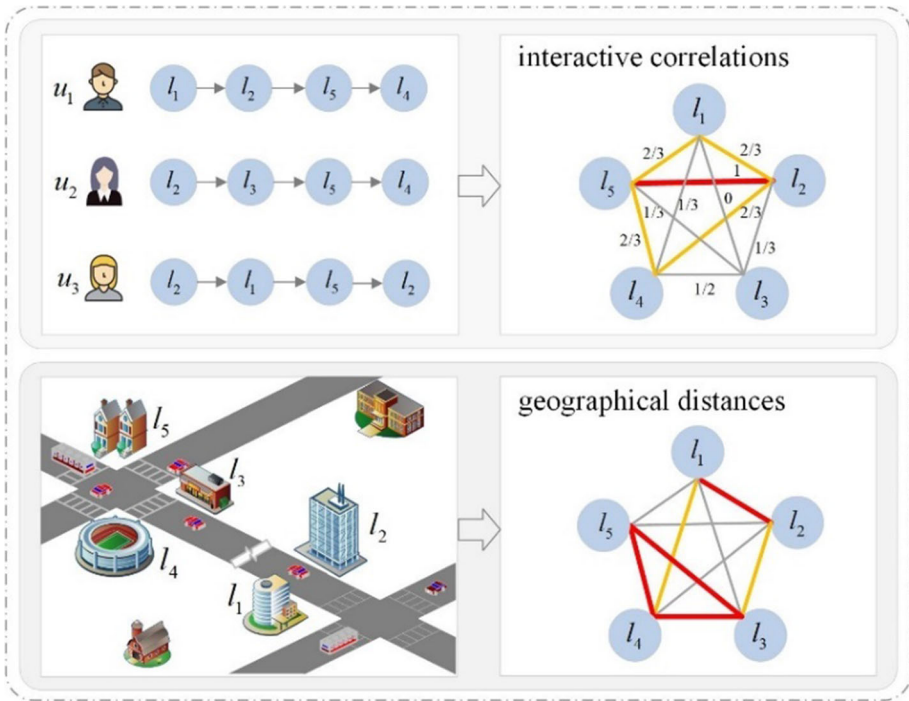 u₁ l₁ l₂ l₅ l₄
u₂ l₂ l₃ l₅ l₄
u₃ l₂ l₁ l₅ l₂
interactive correlations
l₁
2/3 2/3
l₅ 1 l₂
1/3 1/3 0 2/3
2/3 1/3
l₄ 1/2 l₃
l₅
l₃
l₂
l₄
l₁
geographical distances
l₁
l₅ l₂
l₄ l₃